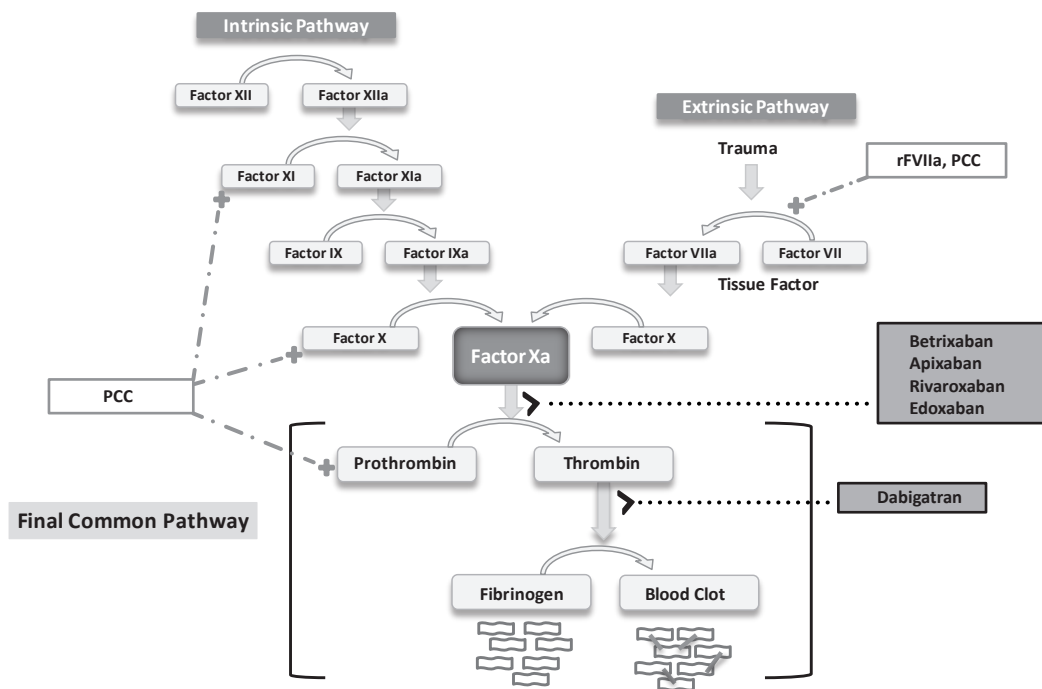 Intrinsic Pathway
Factor XII
Factor XIIa
Extrinsic Pathway
Trauma
rFVIIa, PCC
Factor XI
Factor XIa
Factor IX
Factor IXa
Factor VIIa
Factor VII
Tissue Factor
Factor X
Factor Xa
Factor X
Betrixaban
Apixaban
Rivaroxaban
Edoxaban
PCC
Prothrombin
Thrombin
Dabigatran
Final Common Pathway
Fibrinogen
Blood Clot